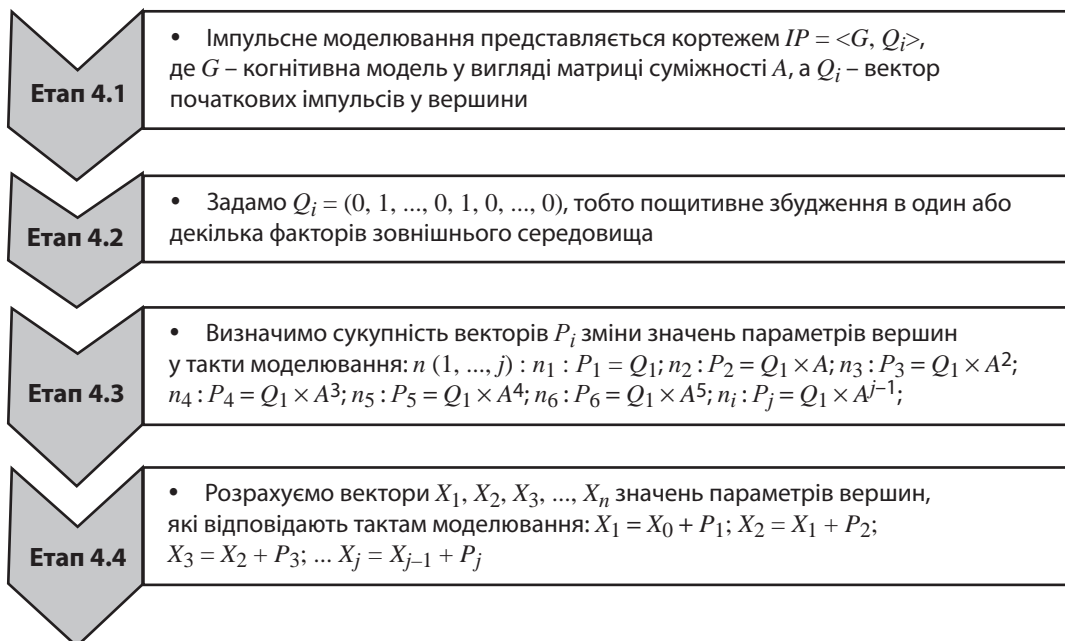 Етап 4.1
• Імпульсне моделювання представляється кортежем IP = <G, Qi>,
де G – когнітивна модель у вигляді матриці суміжності A, а Qi – вектор
початкових імпульсів у вершини
Етап 4.2
• Задамо Qi = (0, 1, ..., 0, 1, 0, ..., 0), тобто пощитивне збудження в один або
декілька факторів зовнішнього середовища
Етап 4.3
• Визначимо сукупність векторів Pi зміни значень параметрів вершин
у такти моделювання: n (1, ..., j) : n1 : P1 = Q1; n2 : P2 = Q1 × A; n3 : P3 = Q1 × A2;
n4 : P4 = Q1 × A3; n5 : P5 = Q1 × A4; n6 : P6 = Q1 × A5; ni : Pj = Q1 × Aj–1;
Етап 4.4
• Розрахуємо вектори X1, X2, X3, ..., Xn значень параметрів вершин,
які відповідають тактам моделювання: X1 = X0 + P1; X2 = X1 + P2;
X3 = X2 + P3; ... Xj = Xj–1 + Pj